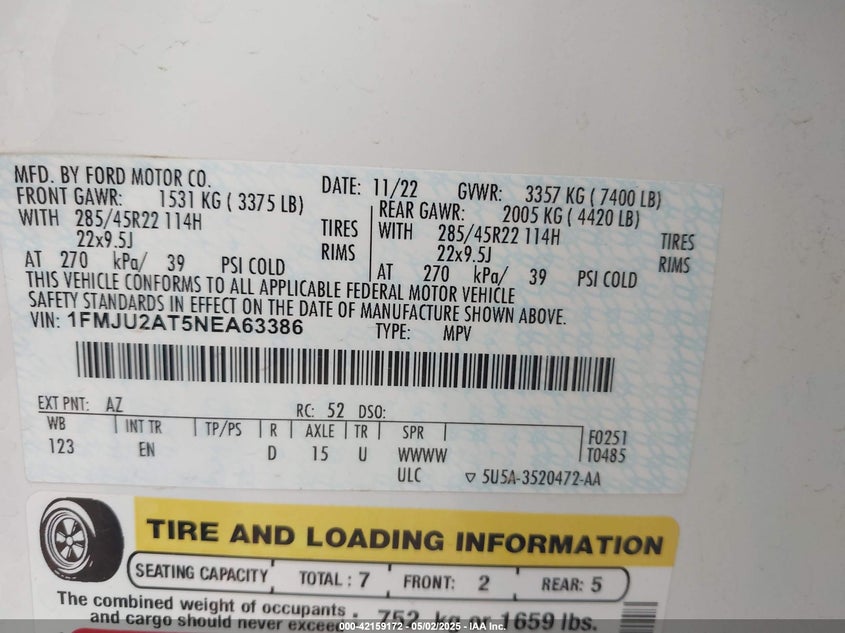 MFD. BY FORD MOTOR CO. DATE: 11/22 GVWR: 3357 KG ( 7400 LB)
FRONT GAWR: 1531 KG ( 3375 LB) REAR GAWR: 2005 KG ( 4420 LB)
WITH 285/45R22 114H TIRES WITH 285/45R22 114H TIRES
22x9.5J RIMS 22x9.5J RIMS
AT 270 kPa/ 39 PSI COLD AT 270 kPa/ 39 PSI COLD
THIS VEHICLE CONFORMS TO ALL APPLICABLE FEDERAL MOTOR VEHICLE
SAFETY STANDARDS IN EFFECT ON THE DATE OF MANUFACTURE SHOWN ABOVE.
VIN: 1FMJU2AT5NEA63386 TYPE: MPV
EXT PNT: AZ RC: 52 DSO:
WB INT TR TP/PS R AXLE TR SPR F0251
123 EN D 15 U WWWW T0485
ULC 5U5A-3520472-AA
TIRE AND LOADING INFORMATION
SEATING CAPACITY TOTAL : 7 FRONT: 2 REAR: 5
The combined weight of occupants
and cargo should never exceed : 752 kg or 1659 lbs.
000-42159172 - 05/02/2025 - IAA Inc.